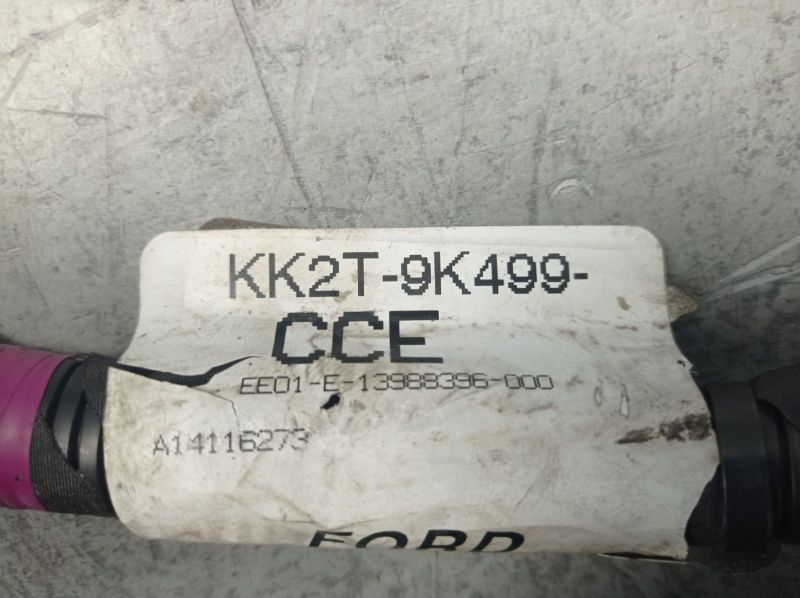 KK2T-9K499-
CCE
EE01-E-13988396-000
A14116273
FORD